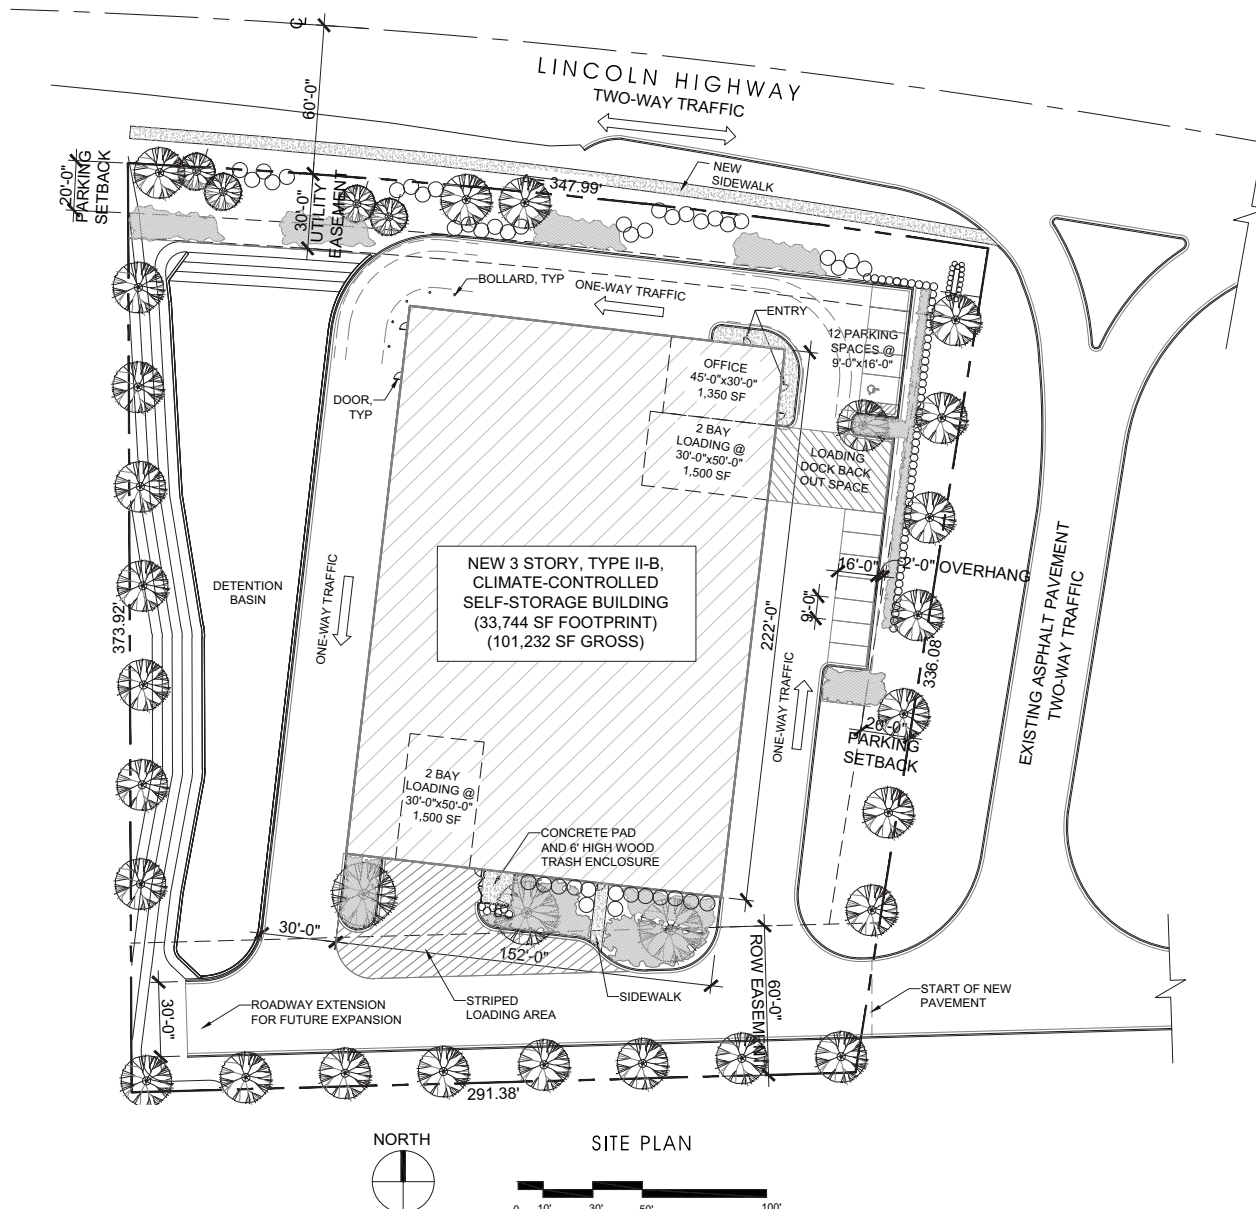 ℄
60'-0"
LINCOLN HIGHWAY
TWO-WAY TRAFFIC
20'-0"
PARKING
SETBACK
30'-0"
UTILITY
EASEMENT
347.99'
NEW
SIDEWALK
BOLLARD, TYP
ONE-WAY TRAFFIC
ENTRY
12 PARKING
SPACES @
9'-0"x16'-0"
OFFICE
45'-0"x30'-0"
1,350 SF
DOOR,
TYP
2 BAY
LOADING @
30'-0"x50'-0"
1,500 SF
LOADING
DOCK BACK
OUT SPACE
NEW 3 STORY, TYPE II-B,
CLIMATE-CONTROLLED
SELF-STORAGE BUILDING
(33,744 SF FOOTPRINT)
(101,232 SF GROSS)
DETENTION
BASIN
373.92'
ONE-WAY TRAFFIC
16'-0"
2'-0" OVERHANG
9'-0"
222'-0"
336.08'
ONE-WAY TRAFFIC
EXISTING ASPHALT PAVEMENT
TWO-WAY TRAFFIC
20'-0"
PARKING
SETBACK
2 BAY
LOADING @
30'-0"x50'-0"
1,500 SF
CONCRETE PAD
AND 6' HIGH WOOD
TRASH ENCLOSURE
30'-0"
152'-0"
ROW EASEMENT
60'-0"
30'-0"
ROADWAY EXTENSION
FOR FUTURE EXPANSION
STRIPED
LOADING AREA
SIDEWALK
START OF NEW
PAVEMENT
291.38'
NORTH
SITE PLAN
0 10' 30' 50' 100'